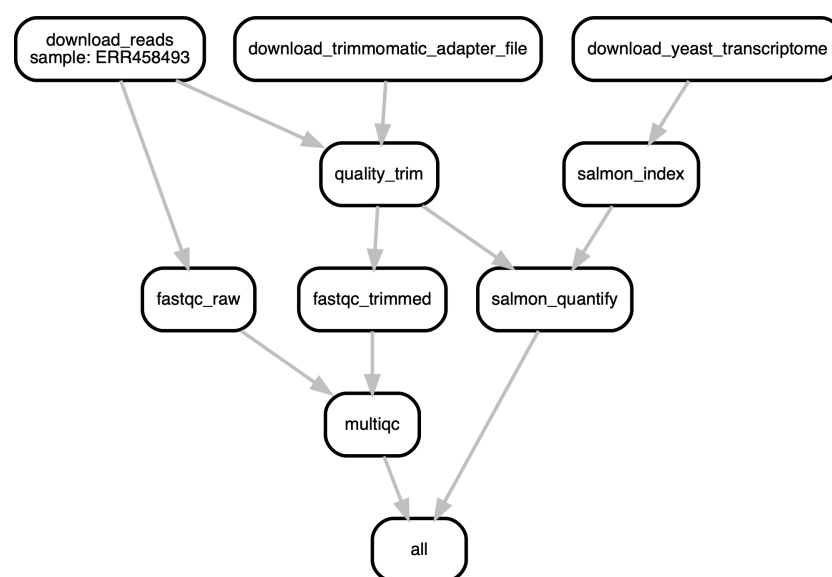 download_reads
sample: ERR458493
download_trimmomatic_adapter_file
download_yeast_transcriptome
quality_trim
salmon_index
fastqc_raw
fastqc_trimmed
salmon_quantify
multiqc
all